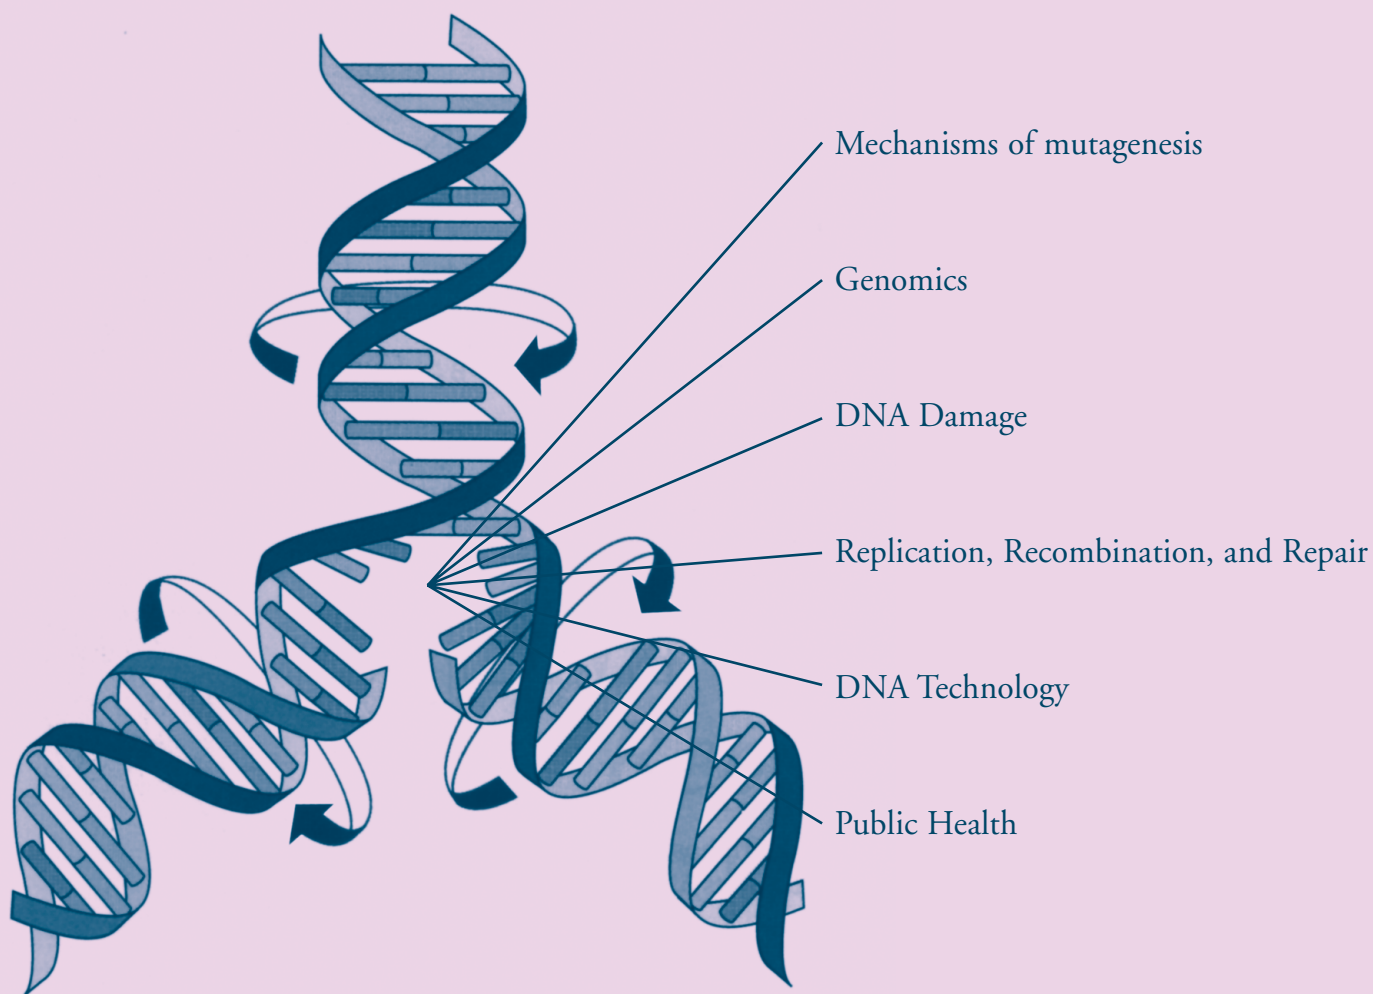 Mechanisms of mutagenesis
Genomics
DNA Damage
Replication, Recombination, and Repair
DNA Technology
Public Health